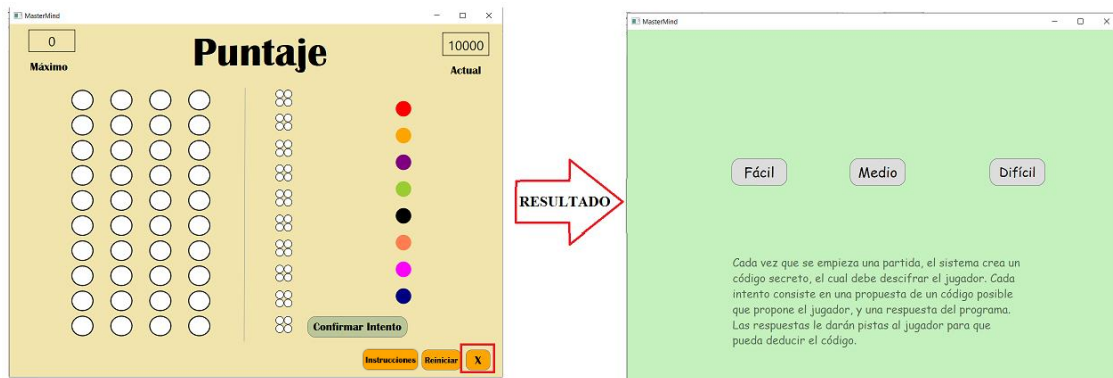 MasterMind
0
Puntaje
10000
Máximo
Actual
Confirmar Intento
Instrucciones
Reiniciar
X
RESULTADO
MasterMind
Fácil
Medio
Difícil
Cada vez que se empieza una partida, el sistema crea un
código secreto, el cual debe descifrar el jugador. Cada
intento consiste en una propuesta de un código posible
que propone el jugador, y una respuesta del programa.
Las respuestas le darán pistas al jugador para que
pueda deducir el código.